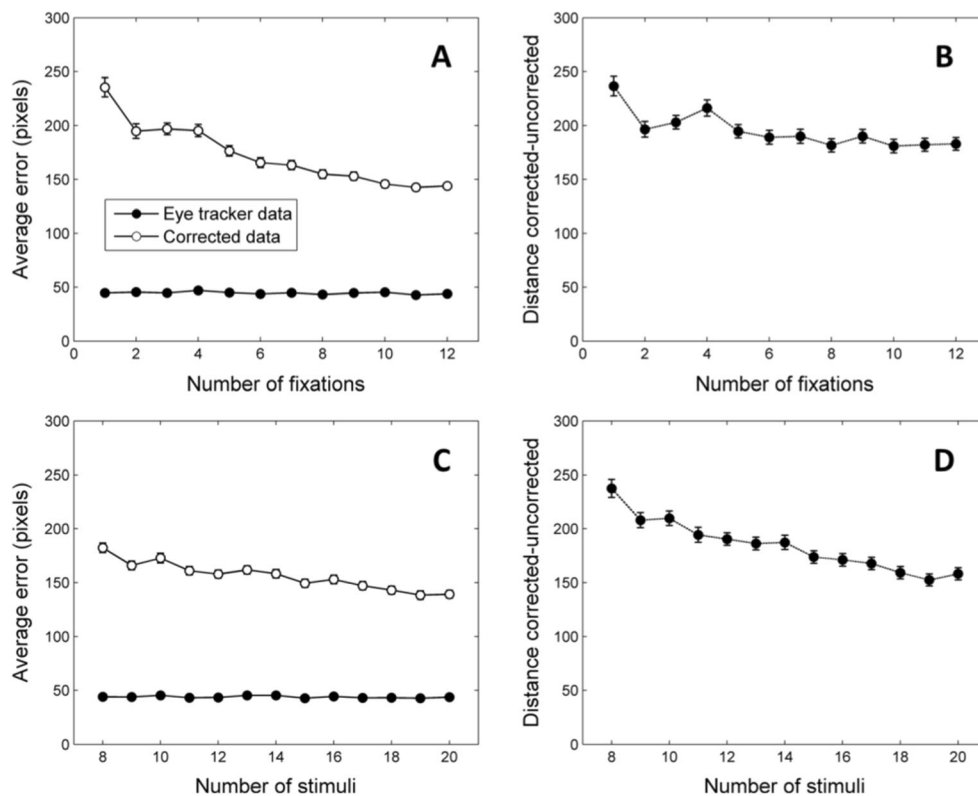 A
Average error (pixels)
300
250
200
150
100
50
0
Eye tracker data
Corrected data
0 2 4 6 8 10 12
Number of fixations
B
Distance corrected-uncorrected
300
250
200
150
100
50
0
0 2 4 6 8 10 12
Number of fixations
C
Average error (pixels)
300
250
200
150
100
50
0
8 10 12 14 16 18 20
Number of stimuli
D
Distance corrected-uncorrected
300
250
200
150
100
50
0
8 10 12 14 16 18 20
Number of stimuli